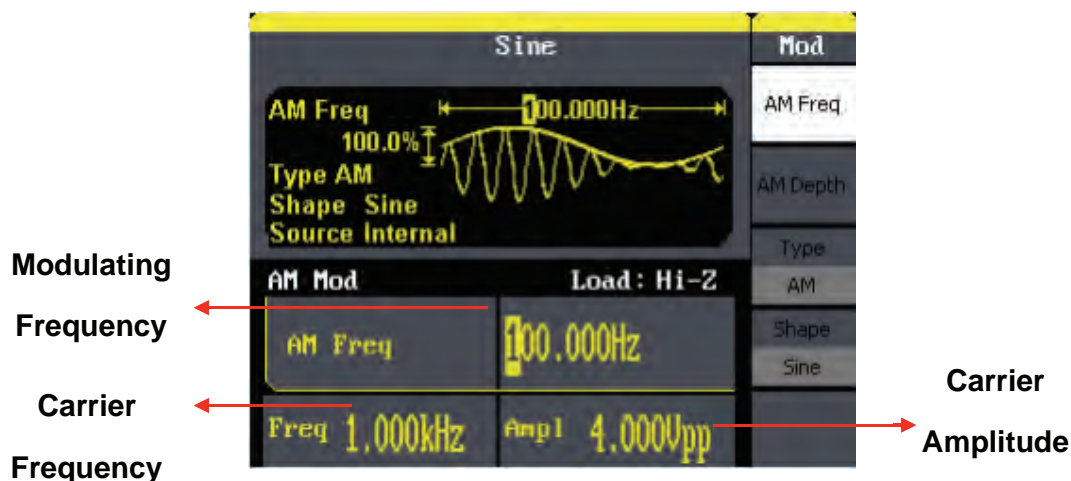 Sine
Mod
AM Freq
100.000Hz
100.0%
Type AM
Shape Sine
Source Internal
AM Freq
AM Depth
Type
AM
Shape
Sine
AM Mod
Load: Hi-Z
AM Freq
100.000Hz
Freq 1.000kHz
Ampl 4.000Vpp
Modulating
Frequency
Carrier
Frequency
Carrier
Amplitude